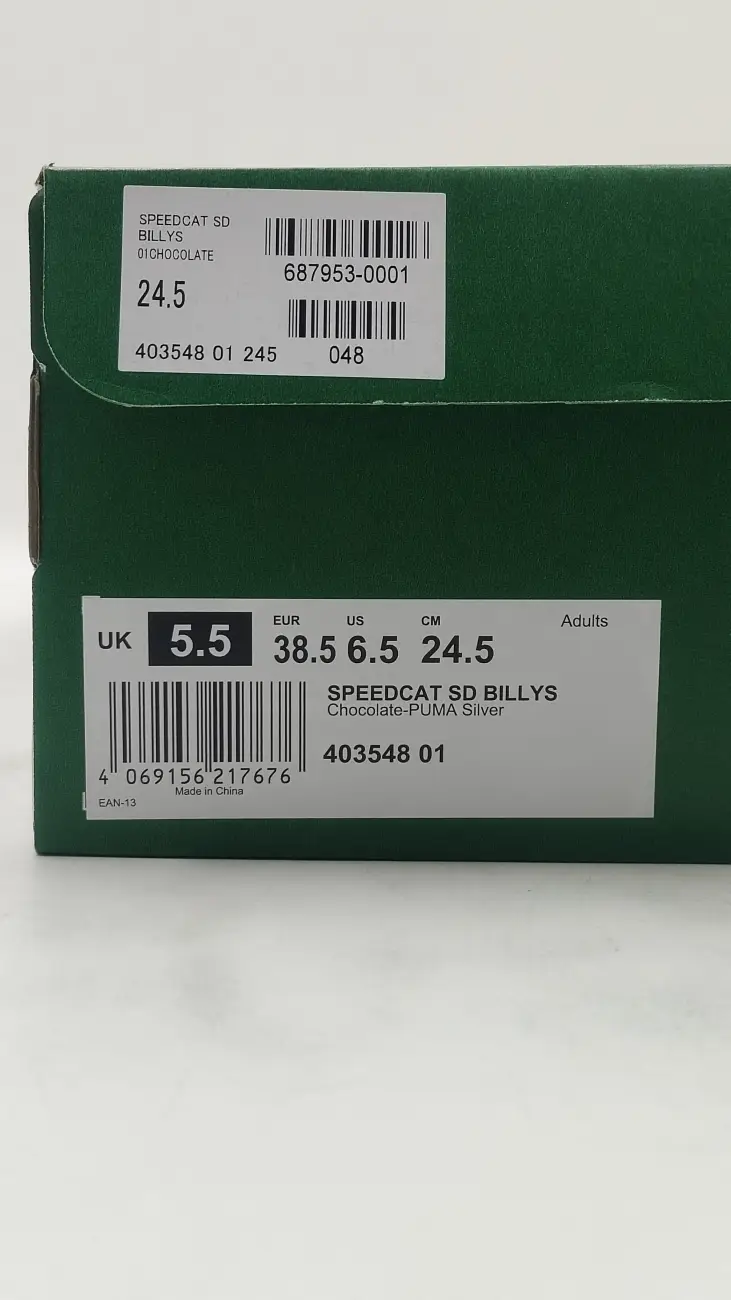 SPEEDCAT SD
BILLYS
01CHOCOLATE
24.5
403548 01 245
687953-0001
048
UK 5.5
EUR 38.5
US 6.5
CM 24.5
Adults
SPEEDCAT SD BILLYS
Chocolate-PUMA Silver
403548 01
4 069156 217676
Made in China
EAN-13